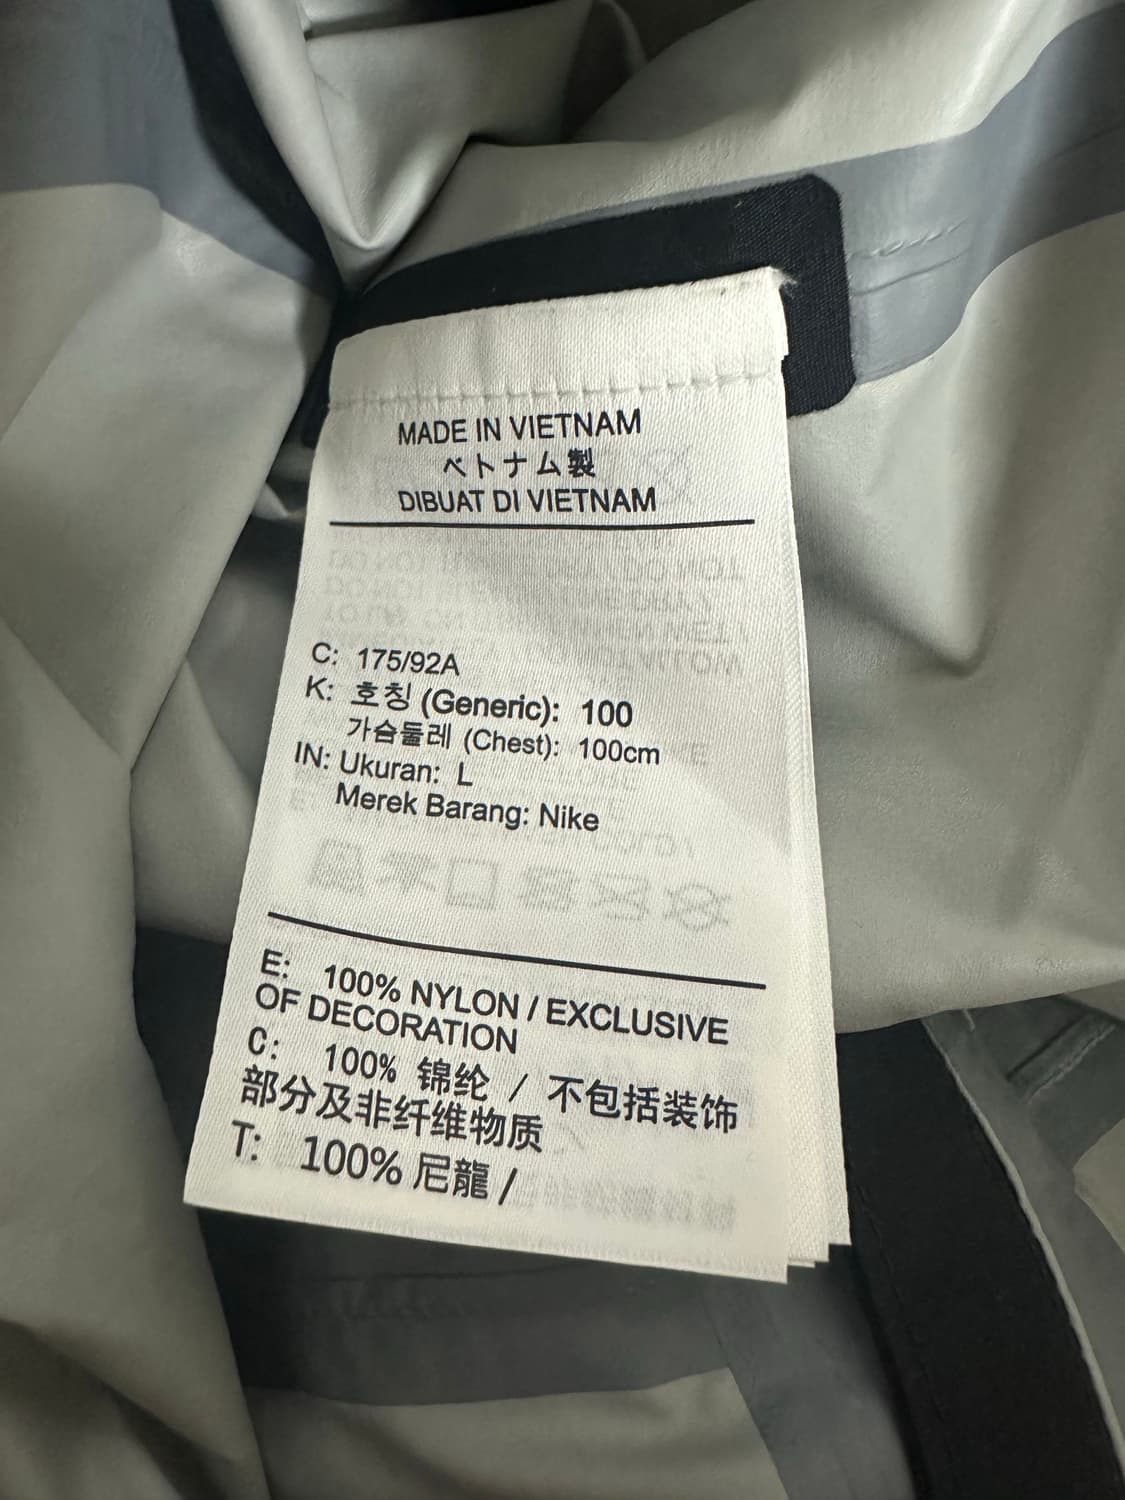 MADE IN VIETNAM
ベトナム製
DIBUAT DI VIETNAM
C: 175/92A
K: 호칭 (Generic): 100
가슴둘레 (Chest): 100cm
IN: Ukuran: L
Merek Barang: Nike
E: 100% NYLON / EXCLUSIVE
OF DECORATION
C: 100% 锦纶 / 不包括装饰
部分及非纤维物质
T: 100% 尼龍 /